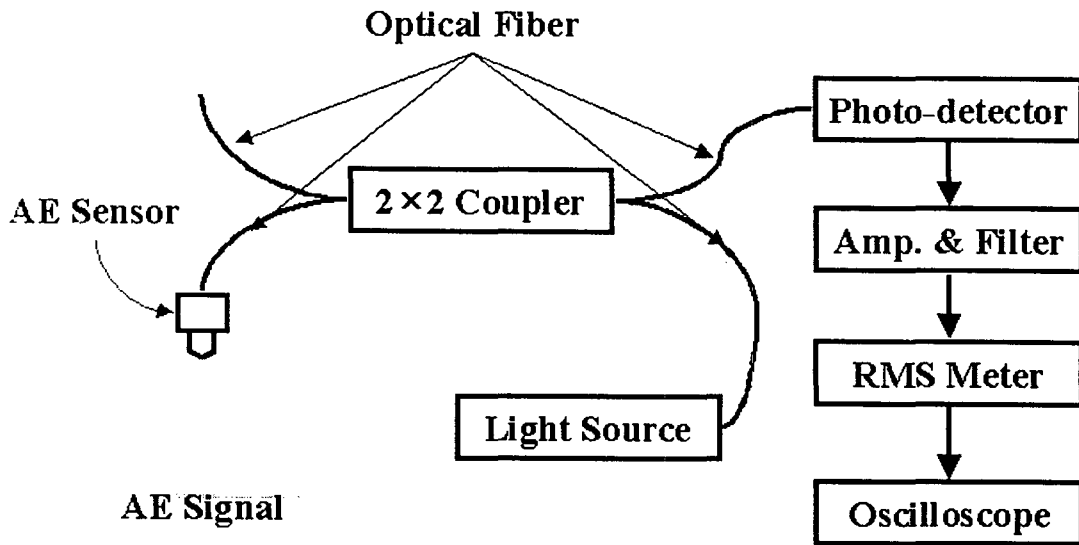 Optical Fiber
Photo-detector
2×2 Coupler
AE Sensor
Amp. & Filter
RMS Meter
Light Source
AE Signal
Oscilloscope